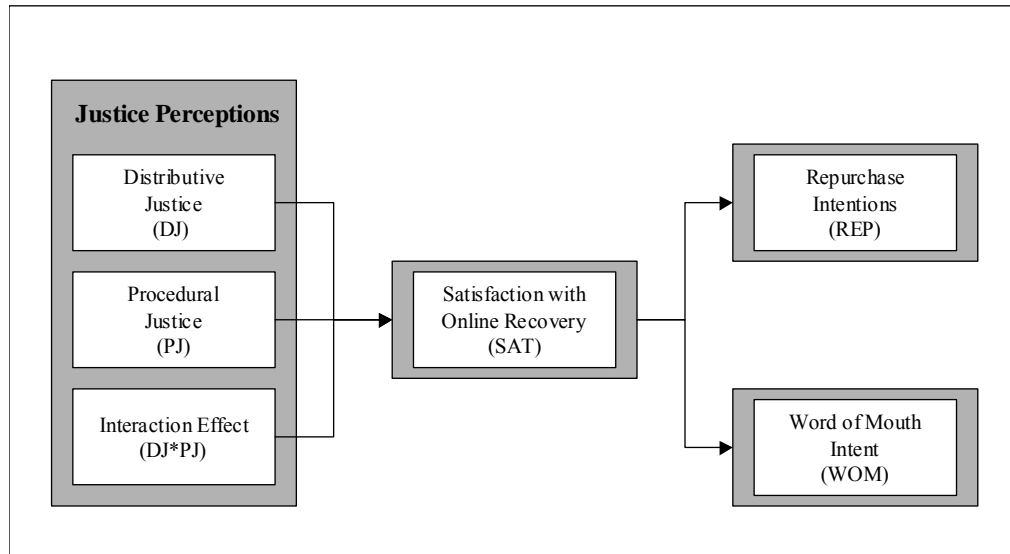 Justice Perceptions
Distributive
Justice
(DJ)
Procedural
Justice
(PJ)
Interaction Effect
(DJ*PJ)
Satisfaction with
Online Recovery
(SAT)
Repurchase
Intentions
(REP)
Word of Mouth
Intent
(WOM)